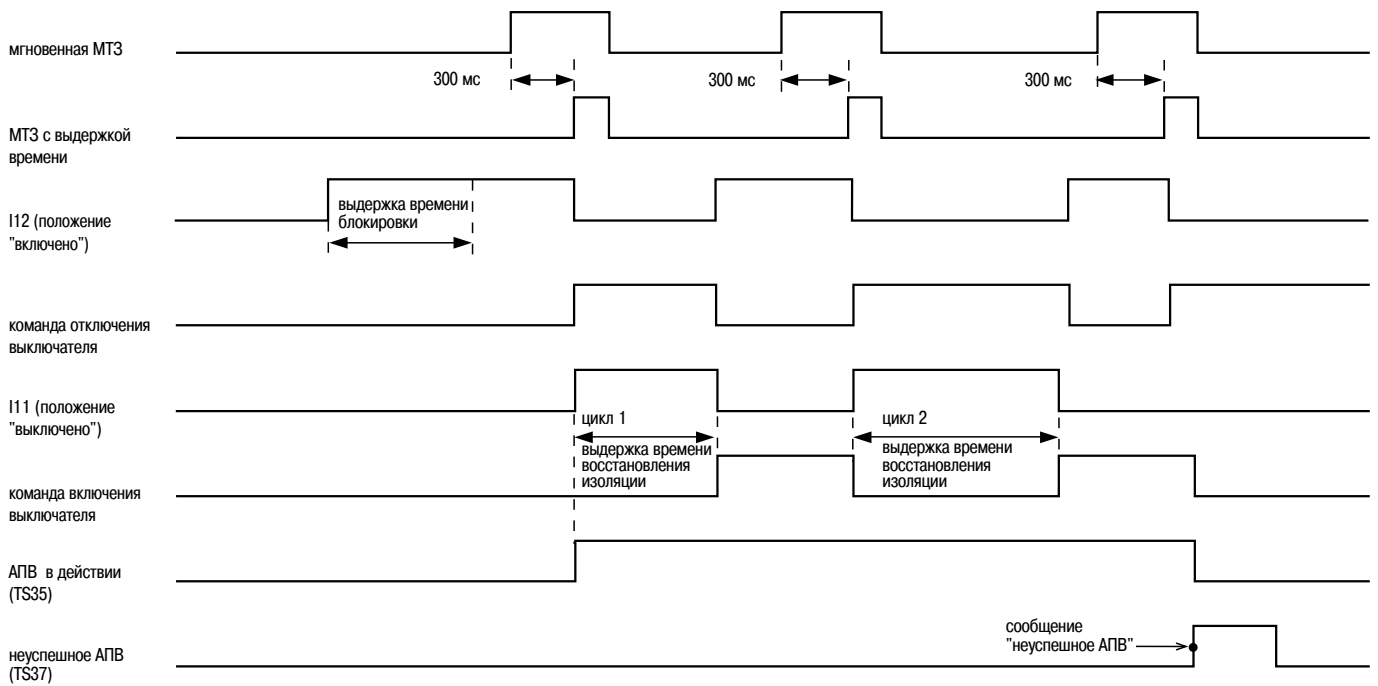 мгновенная МТЗ
300 мс
300 мс
300 мс
МТЗ с выдержкой
времени
I12 (положение
"включено")
выдержка времени
блокировки
команда отключения
выключателя
I11 (положение
"выключено")
цикл 1
выдержка времени
восстановления
изоляции
цикл 2
выдержка времени
восстановления
изоляции
команда включения
выключателя
АПВ в действии
(TS35)
неуспешное АПВ
(TS37)
сообщение
"неуспешное АПВ"